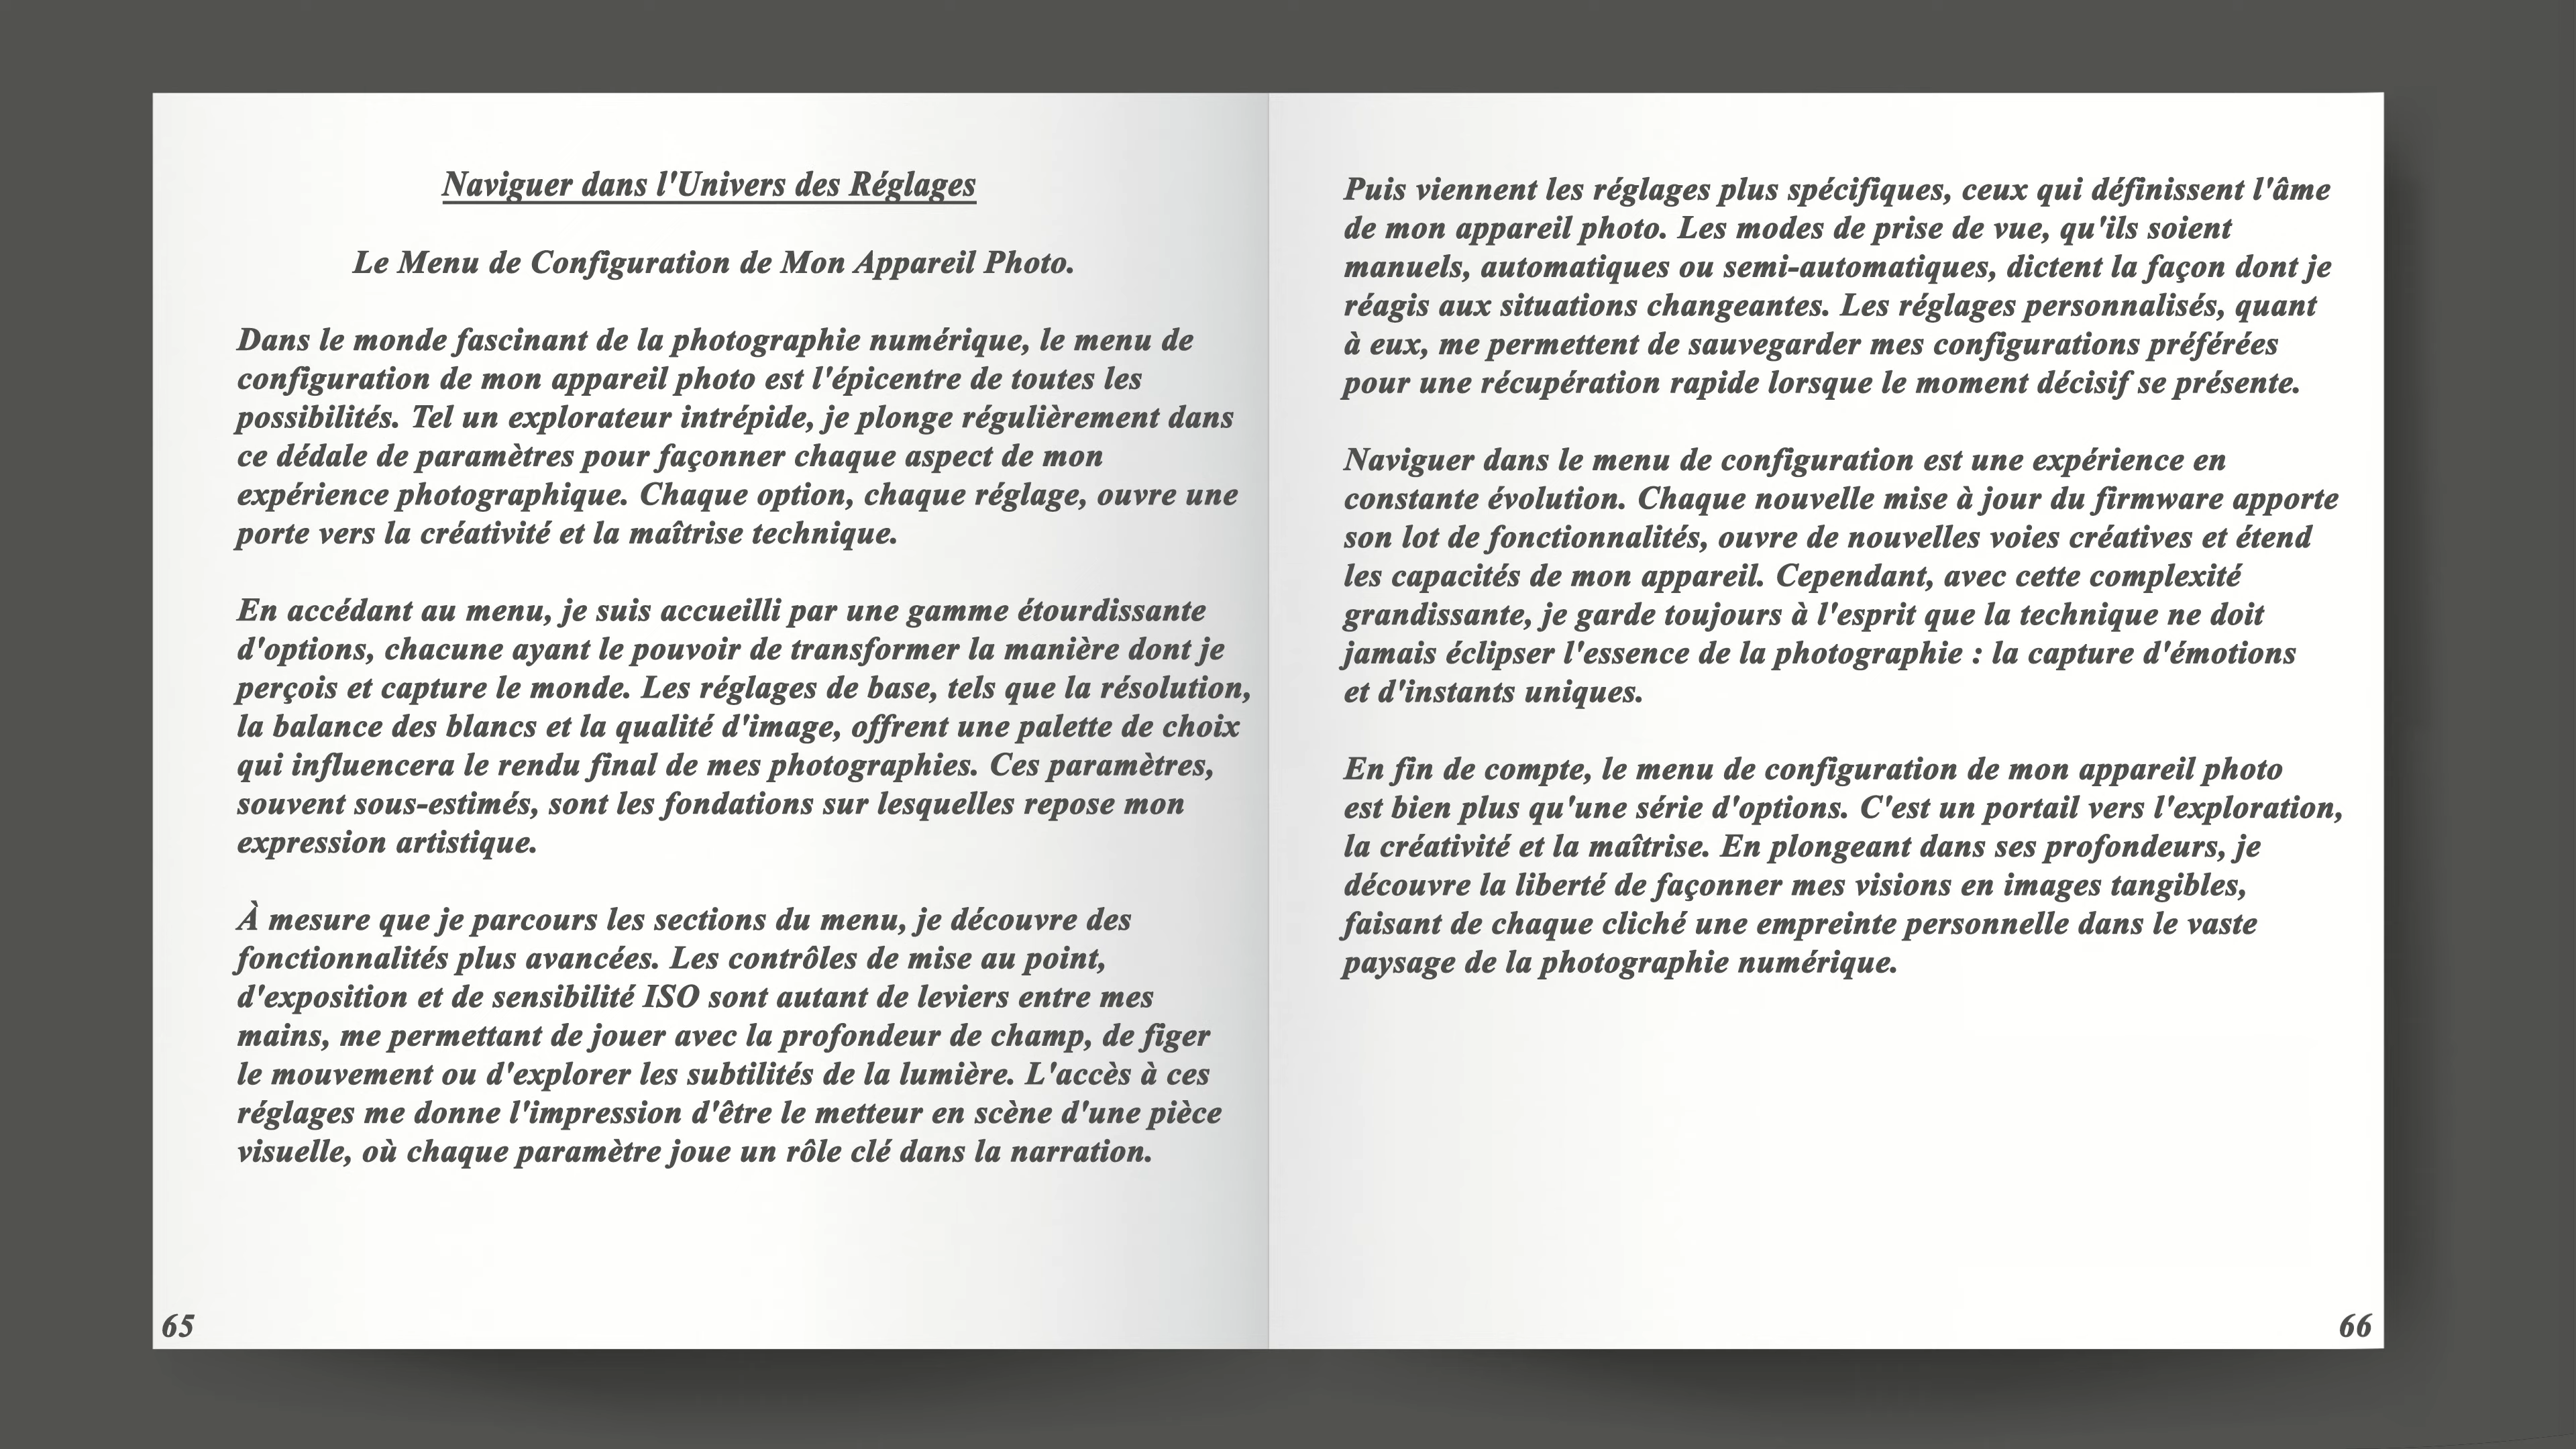 Naviguer dans l'Univers des Réglages
Le Menu de Configuration de Mon Appareil Photo.
Dans le monde fascinant de la photographie numérique, le menu de
configuration de mon appareil photo est l'épicentre de toutes les
possibilités. Tel un explorateur intrépide, je plonge régulièrement dans
ce dédale de paramètres pour façonner chaque aspect de mon
expérience photographique. Chaque option, chaque réglage, ouvre une
porte vers la créativité et la maîtrise technique.
En accédant au menu, je suis accueilli par une gamme étourdissante
d'options, chacune ayant le pouvoir de transformer la manière dont je
perçois et capture le monde. Les réglages de base, tels que la résolution,
la balance des blancs et la qualité d'image, offrent une palette de choix
qui influencera le rendu final de mes photographies. Ces paramètres,
souvent sous-estimés, sont les fondations sur lesquelles repose mon
expression artistique.
À mesure que je parcours les sections du menu, je découvre des
fonctionnalités plus avancées. Les contrôles de mise au point,
d'exposition et de sensibilité ISO sont autant de leviers entre mes
mains, me permettant de jouer avec la profondeur de champ, de figer
le mouvement ou d'explorer les subtilités de la lumière. L'accès à ces
réglages me donne l'impression d'être le metteur en scène d'une pièce
visuelle, où chaque paramètre joue un rôle clé dans la narration.
65
Puis viennent les réglages plus spécifiques, ceux qui définissent l'âme
de mon appareil photo. Les modes de prise de vue, qu'ils soient
manuels, automatiques ou semi-automatiques, dictent la façon dont je
réagis aux situations changeantes. Les réglages personnalisés, quant
à eux, me permettent de sauvegarder mes configurations préférées
pour une récupération rapide lorsque le moment décisif se présente.
Naviguer dans le menu de configuration est une expérience en
constante évolution. Chaque nouvelle mise à jour du firmware apporte
son lot de fonctionnalités, ouvre de nouvelles voies créatives et étend
les capacités de mon appareil. Cependant, avec cette complexité
grandissante, je garde toujours à l'esprit que la technique ne doit
jamais éclipser l'essence de la photographie : la capture d'émotions
et d'instants uniques.
En fin de compte, le menu de configuration de mon appareil photo
est bien plus qu'une série d'options. C'est un portail vers l'exploration,
la créativité et la maîtrise. En plongeant dans ses profondeurs, je
découvre la liberté de façonner mes visions en images tangibles,
faisant de chaque cliché une empreinte personnelle dans le vaste
paysage de la photographie numérique.
66